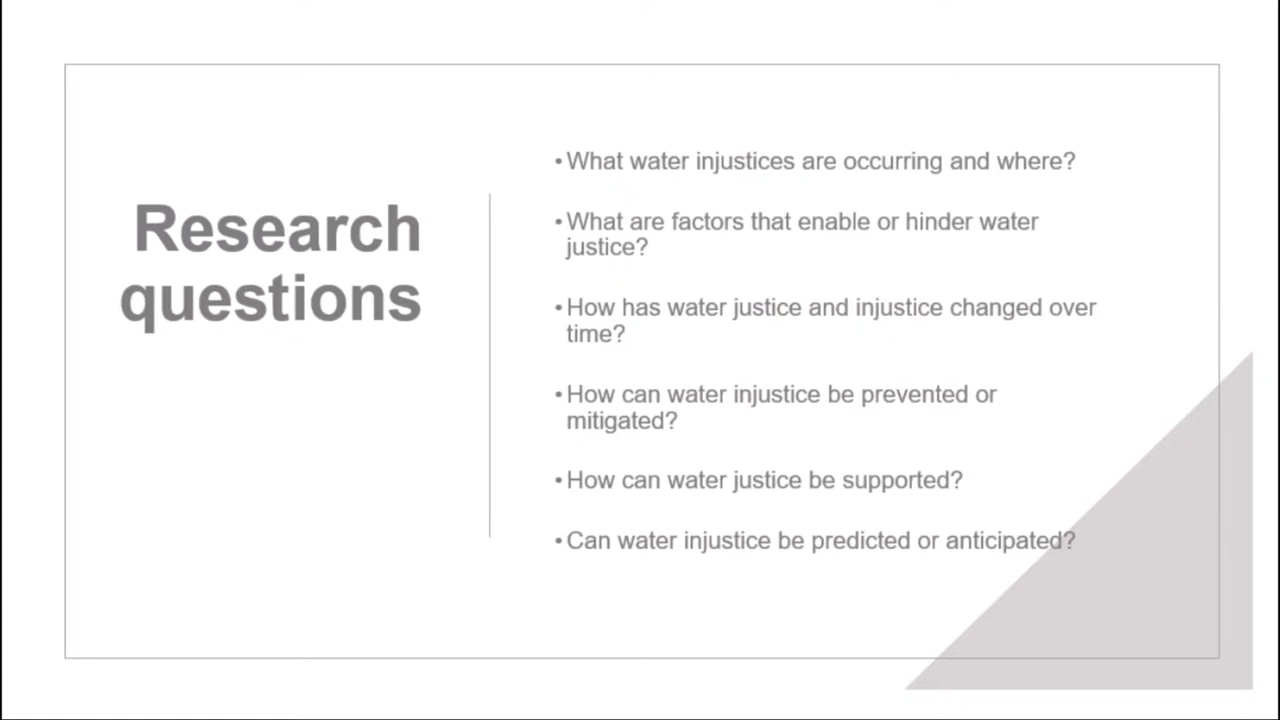 Research
questions
• What water injustices are occurring and where?
• What are factors that enable or hinder water
justice?
• How has water justice and injustice changed over
time?
• How can water injustice be prevented or
mitigated?
• How can water justice be supported?
• Can water injustice be predicted or anticipated?